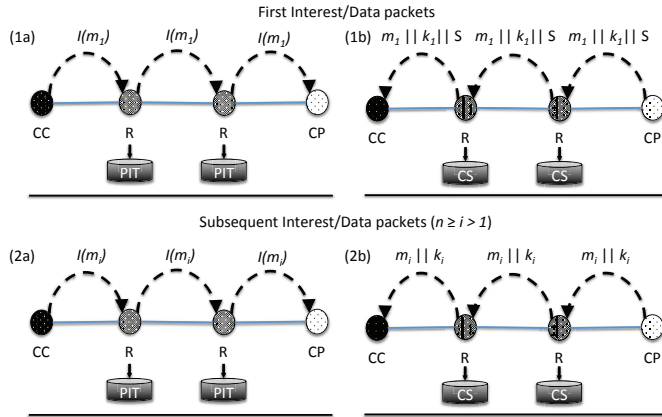 First Interest/Data packets
(1a) I(m₁) I(m₁) I(m₁)
CC R R CP
PIT PIT
(1b) m₁ || k₁|| S m₁ || k₁|| S m₁ || k₁|| S
CC R R CP
CS CS
Subsequent Interest/Data packets (n ≥ i > 1)
(2a) I(mᵢ) I(mᵢ) I(mᵢ)
CC R R CP
PIT PIT
(2b) mᵢ || kᵢ mᵢ || kᵢ mᵢ || kᵢ
CC R R CP
CS CS